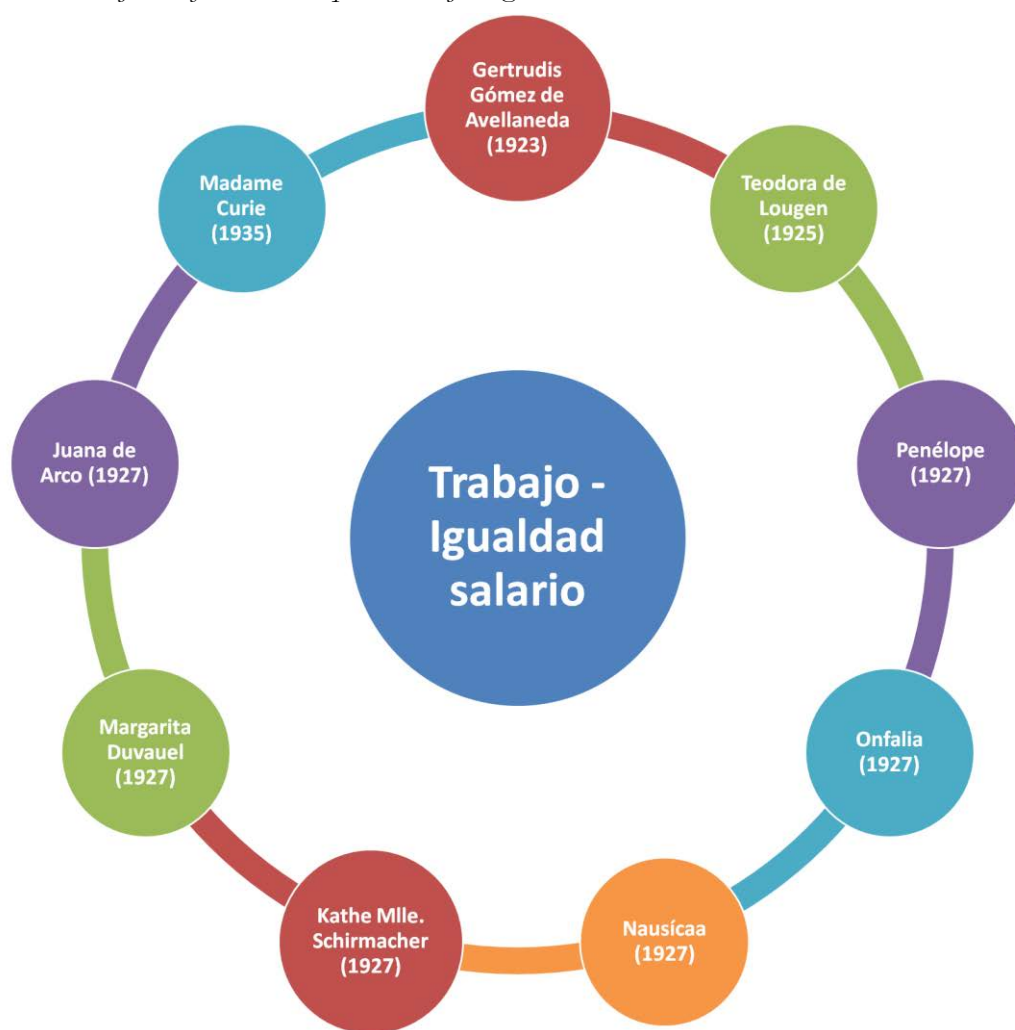 Gertrudis
Gómez de
Avellaneda
(1923)
Teodora de
Lougen
(1925)
Penélope
(1927)
Onfalia
(1927)
Nausícaa
(1927)
Kathe Mlle.
Schirmacher
(1927)
Margarita
Duvauel
(1927)
Juana de
Arco (1927)
Madame
Curie
(1935)
Trabajo -
Igualdad
salario